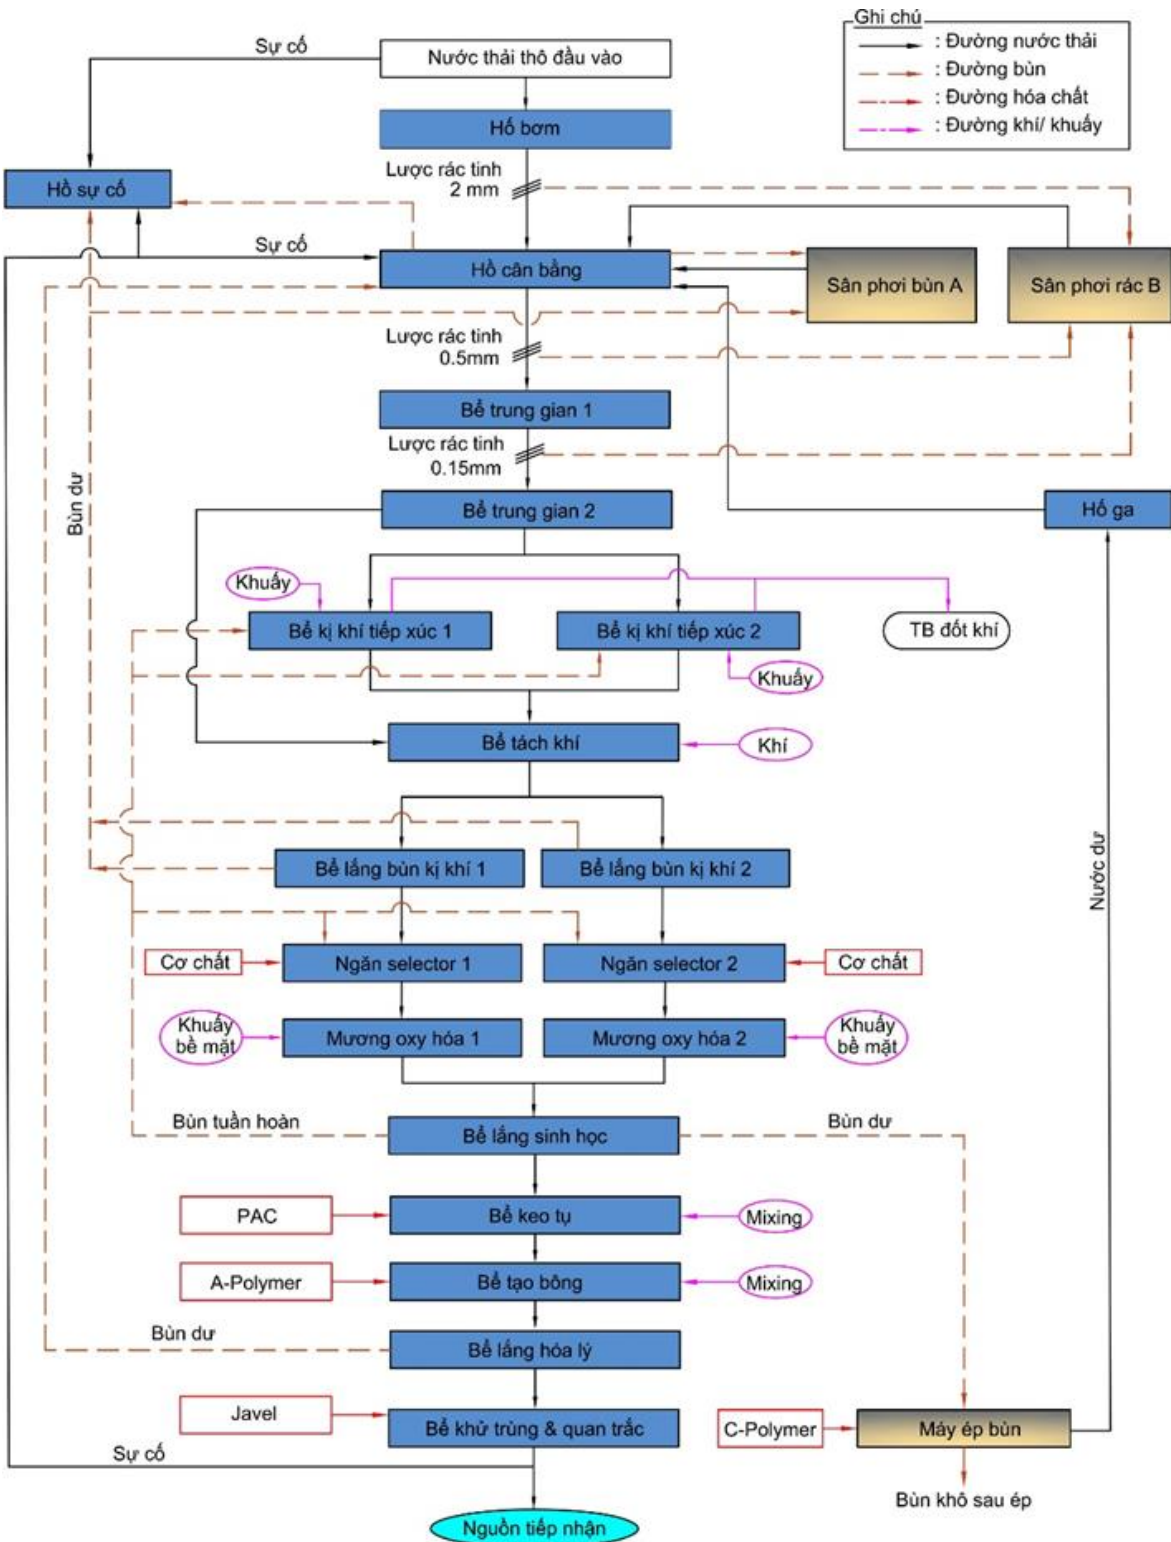 Ghi chú
: Đường nước thải
: Đường bùn
: Đường hóa chất
: Đường khí/ khuấy
Sự cố
Nước thải thô đầu vào
Hố bơm
Lược rác tinh
2 mm
Hồ sự cố
Sự cố
Hồ cân bằng
Sân phơi bùn A
Sân phơi rác B
Lược rác tinh
0.5mm
Bể trung gian 1
Lược rác tinh
0.15mm
Bùn dư
Bể trung gian 2
Hố ga
Khuấy
Bể kị khí tiếp xúc 1
Bể kị khí tiếp xúc 2
TB đốt khí
Khuấy
Bể tách khí
Khí
Bể lắng bùn kị khí 1
Bể lắng bùn kị khí 2
Nước dư
Cơ chất
Ngăn selector 1
Ngăn selector 2
Cơ chất
Khuấy
bề mặt
Mương oxy hóa 1
Mương oxy hóa 2
Khuấy
bề mặt
Bùn tuần hoàn
Bể lắng sinh học
Bùn dư
PAC
Bể keo tụ
Mixing
A-Polymer
Bể tạo bông
Mixing
Bùn dư
Bể lắng hóa lý
Javel
Bể khử trùng & quan trắc
C-Polymer
Máy ép bùn
Sự cố
Bùn khô sau ép
Nguồn tiếp nhận